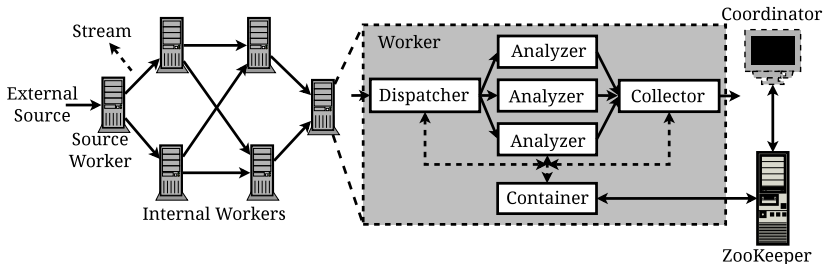 Stream
External
Source
Source
Worker
Internal Workers
Worker
Dispatcher
Analyzer
Analyzer
Analyzer
Collector
Container
Coordinator
ZooKeeper